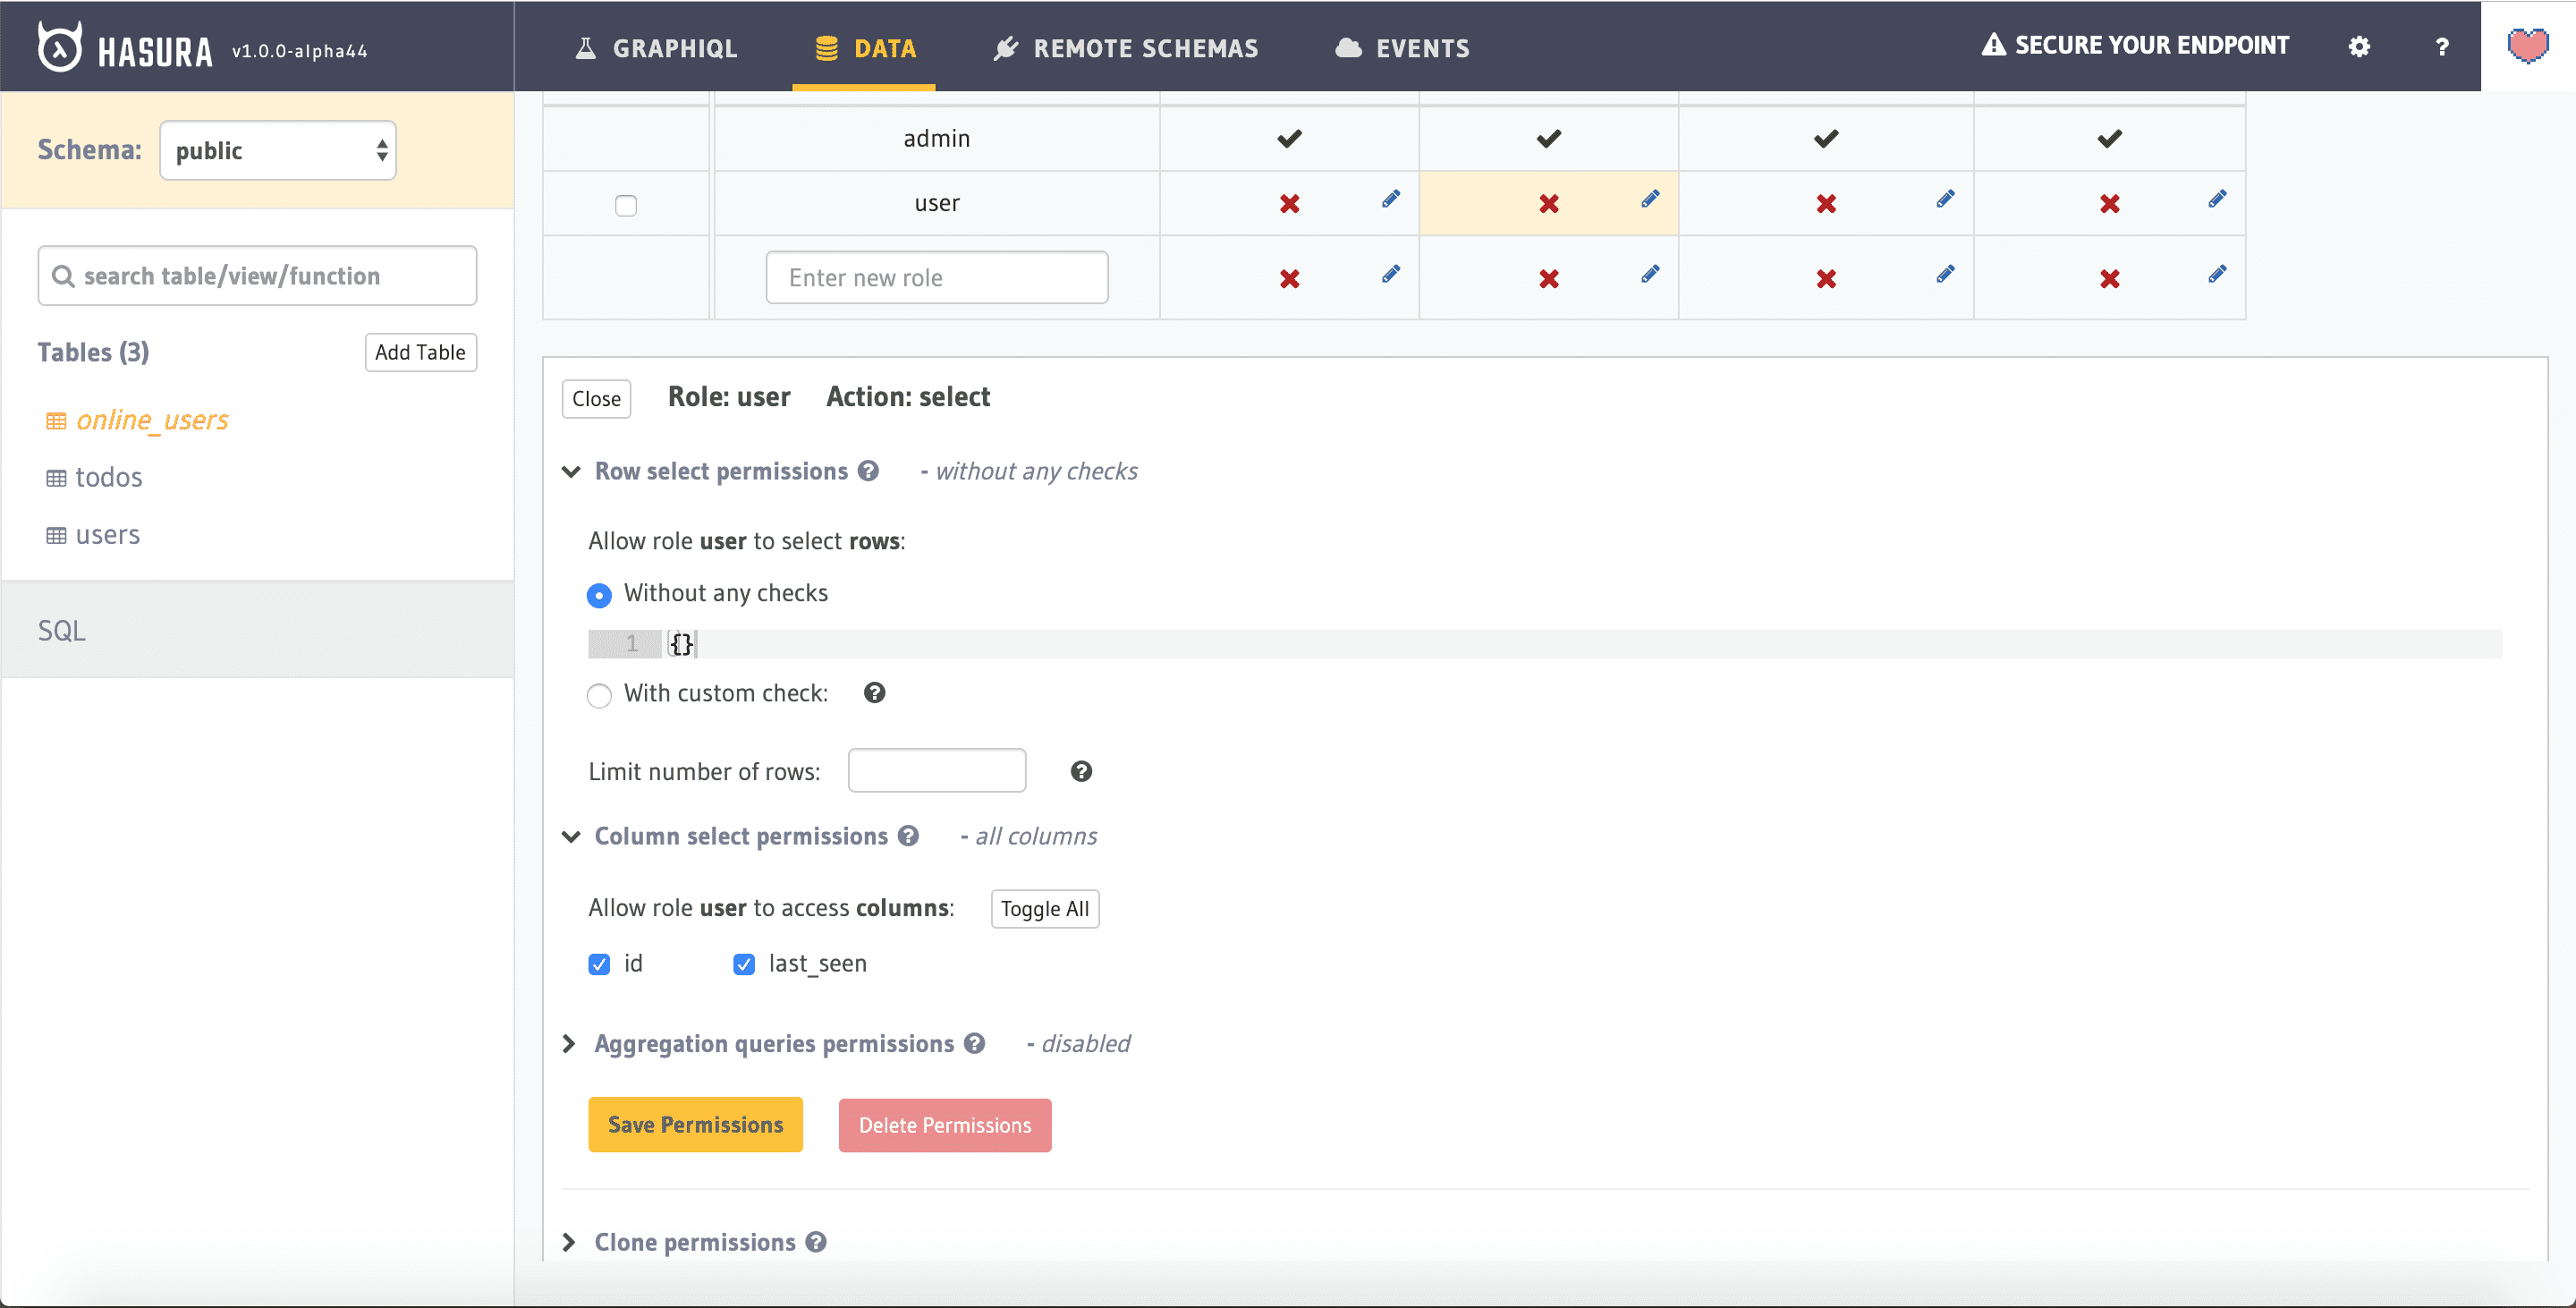 HASURA v1.0.0-alpha44 GRAPHIQL DATA REMOTE SCHEMAS EVENTS SECURE YOUR ENDPOINT ?
Schema: public
search table/view/function
Tables (3) Add Table
online_users
todos
users
SQL
admin
user
Enter new role
Close Role: user Action: select
Row select permissions ? - without any checks
Allow role user to select rows:
Without any checks
1 {}
With custom check: ?
Limit number of rows: ?
Column select permissions ? - all columns
Allow role user to access columns: Toggle All
id last_seen
Aggregation queries permissions ? - disabled
Save Permissions Delete Permissions
Clone permissions ?